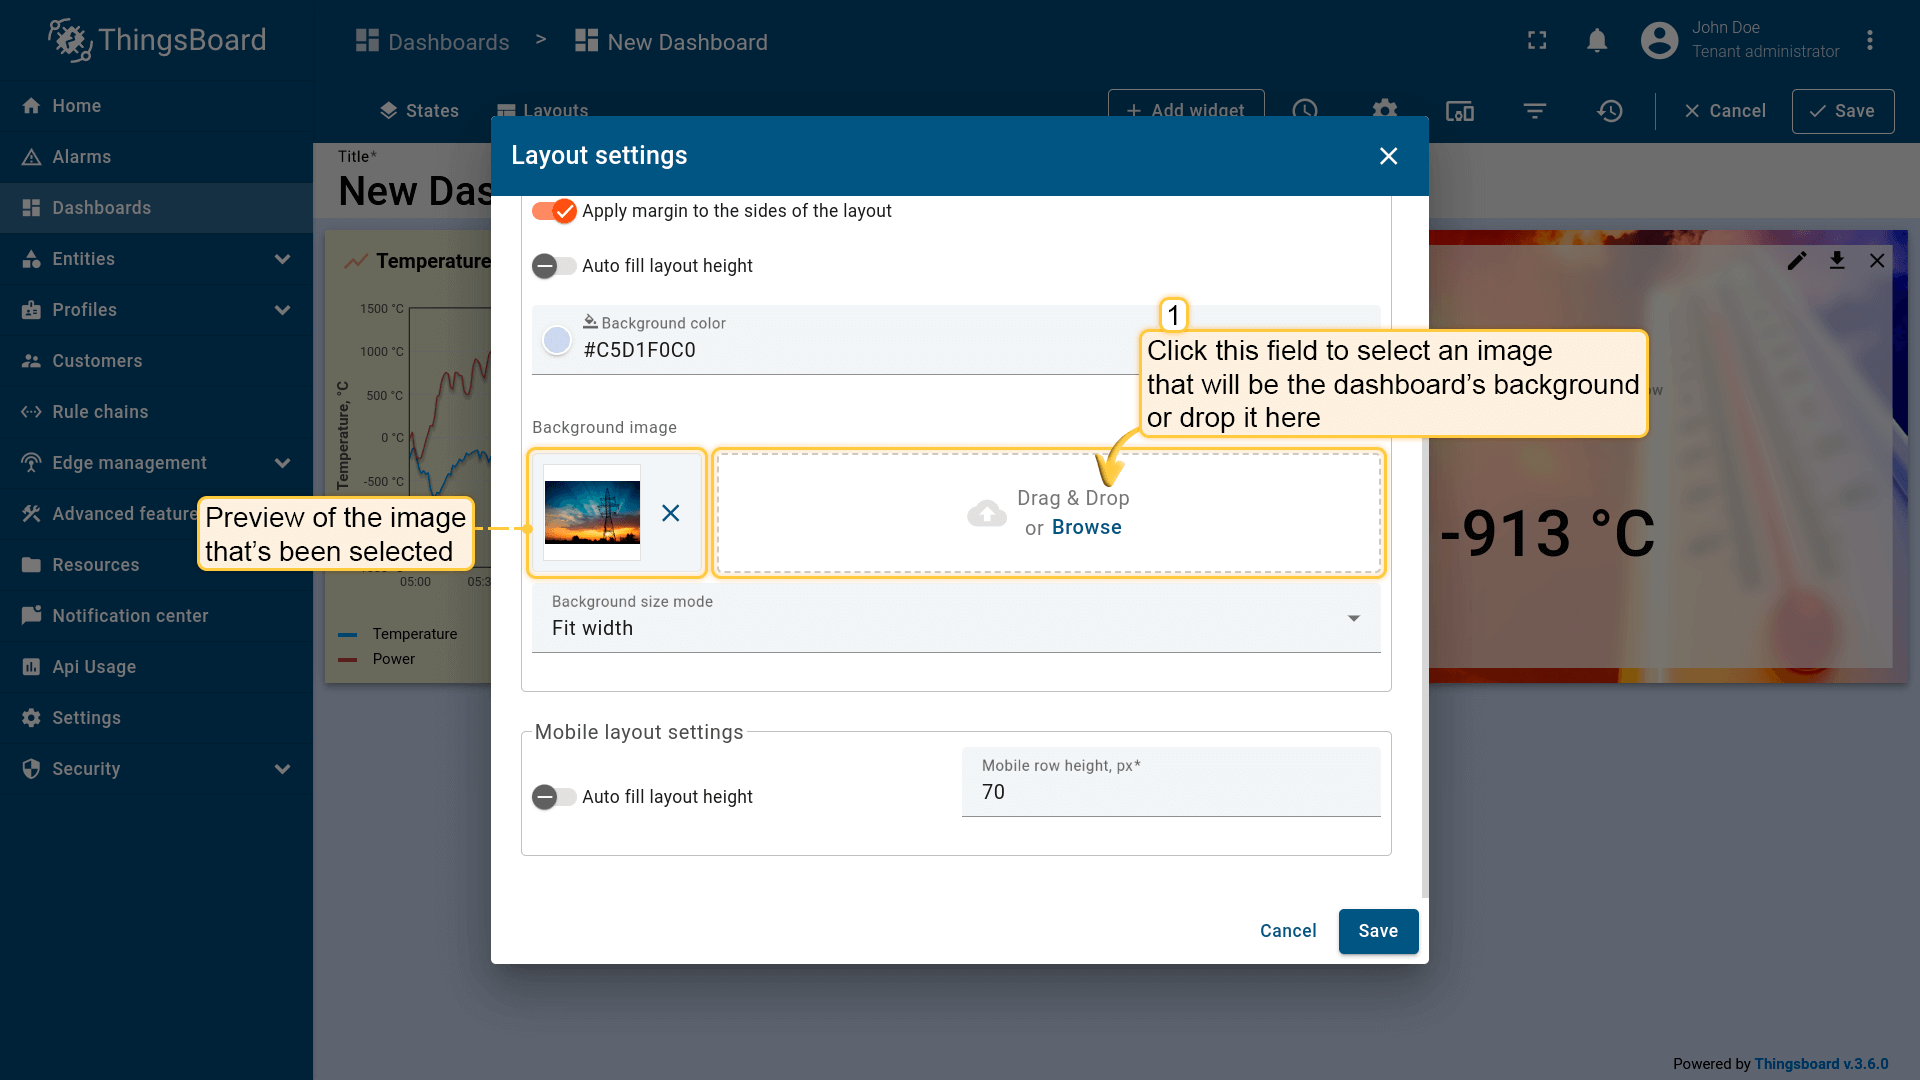 ThingsBoard
Dashboards > New Dashboard
John Doe
Tenant administrator
Home
Alarms
Dashboards
Entities
Profiles
Customers
Rule chains
Edge management
Advanced feature
Resources
Notification center
Api Usage
Settings
Security
States
Layouts
+ Add widget
Cancel
Save
Title*
New Das
Temperature
1500 °C
1000 °C
500 °C
0 °C
-500 °C
Temperature, °C
05:00
05:3
Temperature
Power
Layout settings
Apply margin to the sides of the layout
Auto fill layout height
Background color
#C5D1F0C0
1
Click this field to select an image
that will be the dashboard's background
or drop it here
Background image
Preview of the image
that's been selected
Drag & Drop
or Browse
Background size mode
Fit width
Mobile layout settings
Auto fill layout height
Mobile row height, px*
70
Cancel
Save
-913 °C
Powered by Thingsboard v.3.6.0